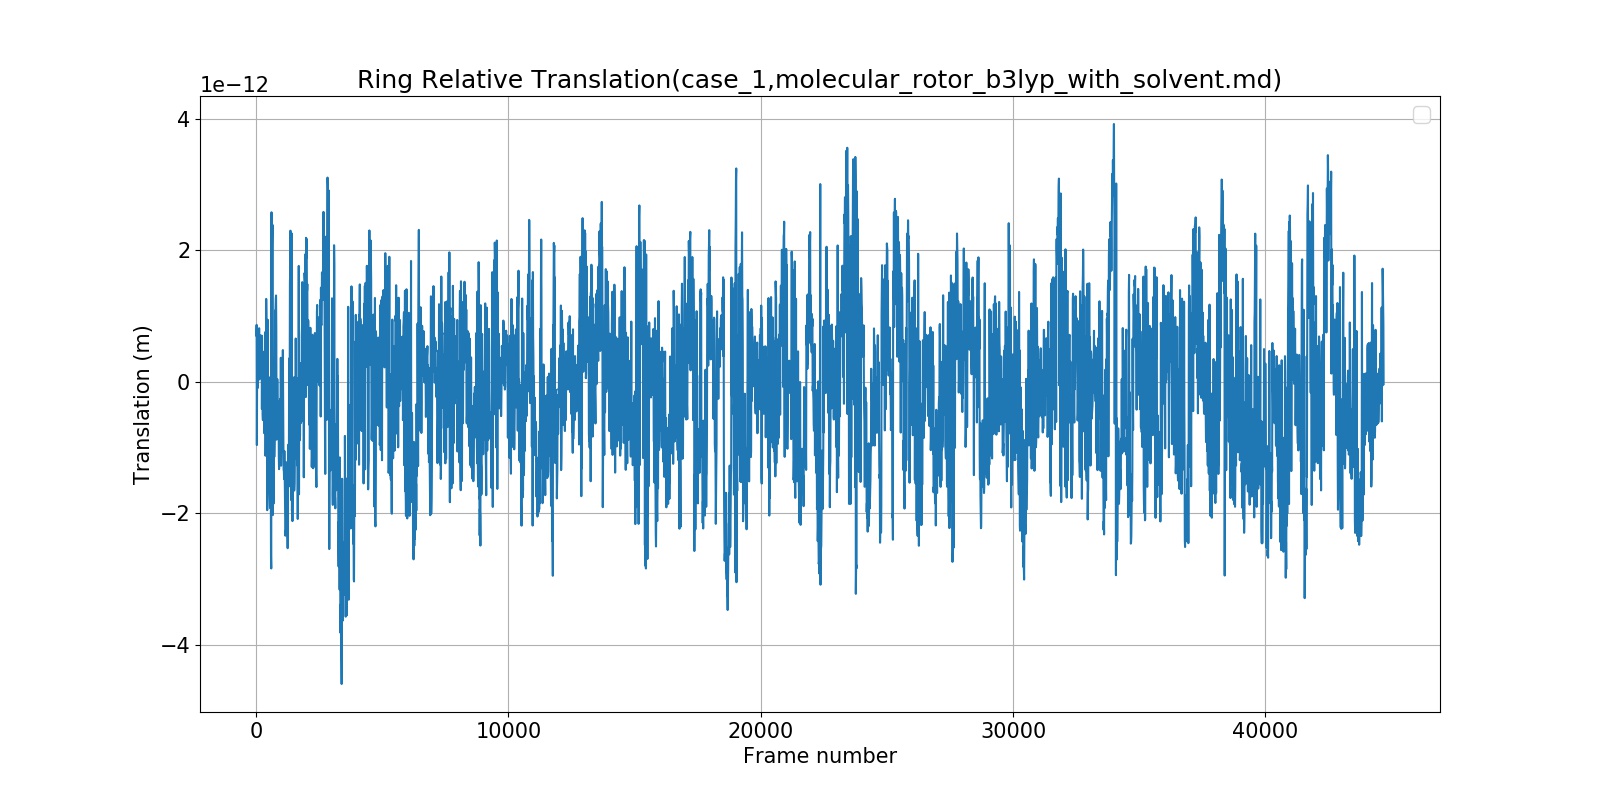 Ring Relative Translation(case_1,molecular_rotor_b3lyp_with_solvent.md)
1e−12
4
2
0
−2
−4
Translation (m)
0 10000 20000 30000 40000
Frame number